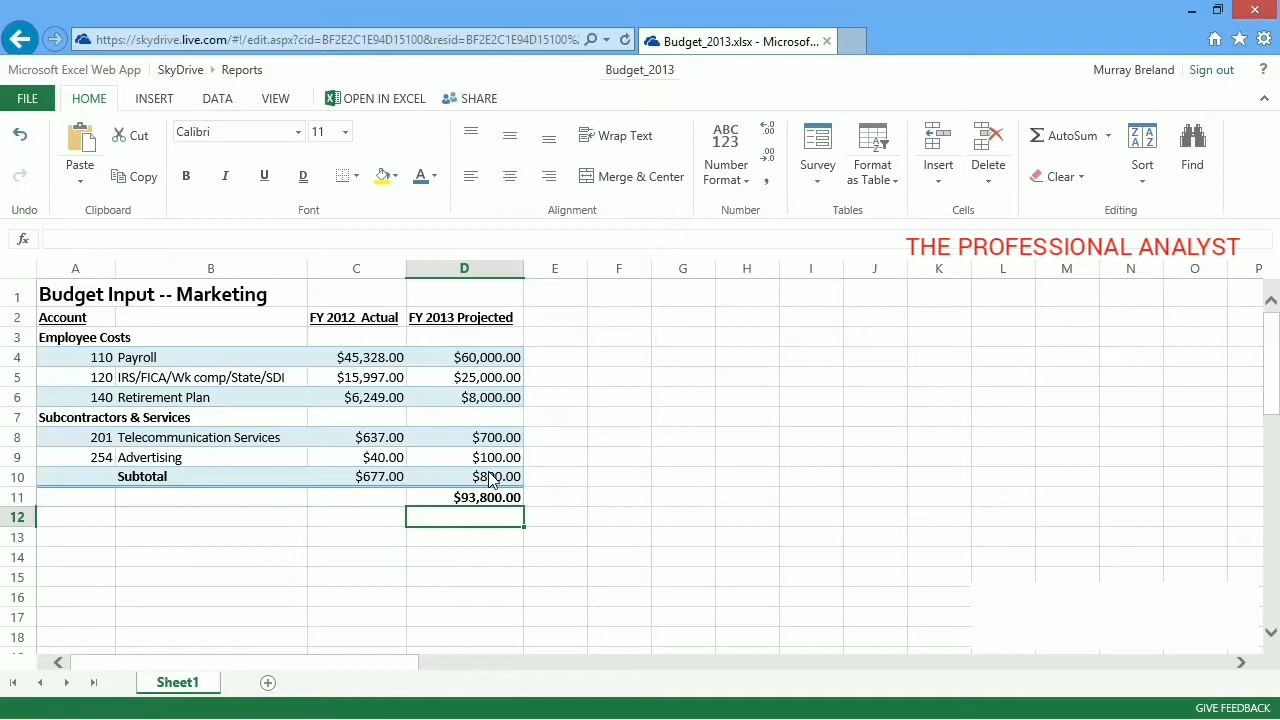 https://skydrive.live.com/#!/edit.aspx?cid=BF2E2C1E94D15100&resid=BF2E2C1E94D15100%
Budget_2013.xlsx - Microsof...
Microsoft Excel Web App SkyDrive Reports Budget_2013 Murray Breland Sign out ?
FILE HOME INSERT DATA VIEW OPEN IN EXCEL SHARE
Cut Calibri 11 Wrap Text ABC 123 .00 .0 .00 AutoSum
Paste Copy B I U D A Merge & Center Number Format Survey Format as Table Insert Delete Clear Sort Find
Undo Clipboard Font Alignment Number Tables Cells Editing
fx
THE PROFESSIONAL ANALYST
A B C D E F G H I J K L M N O P
1 Budget Input -- Marketing
2 Account FY 2012 Actual FY 2013 Projected
3 Employee Costs
4 110 Payroll $45,328.00 $60,000.00
5 120 IRS/FICA/Wk comp/State/SDI $15,997.00 $25,000.00
6 140 Retirement Plan $6,249.00 $8,000.00
7 Subcontractors & Services
8 201 Telecommunication Services $637.00 $700.00
9 254 Advertising $40.00 $100.00
10 Subtotal $677.00 $800.00
11 $93,800.00
12
13
14
15
16
17
18
Sheet1
GIVE FEEDBACK